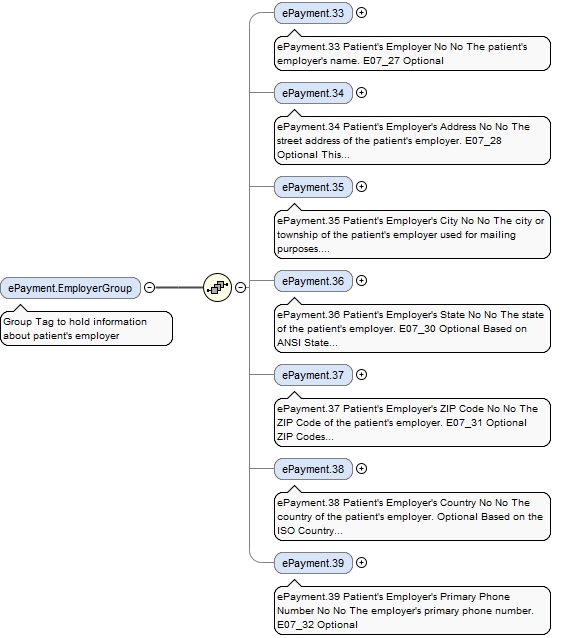 ePayment.33
ePayment.33 Patient's Employer No No The patient's
employer's name. E07_27 Optional
ePayment.34
ePayment.34 Patient's Employer's Address No No The
street address of the patient's employer. E07_28
Optional This...
ePayment.35
ePayment.35 Patient's Employer's City No No The city or
township of the patient's employer used for mailing
purposes....
ePayment.EmployerGroup
Group Tag to hold information
about patient's employer
ePayment.36
ePayment.36 Patient's Employer's State No No The state
of the patient's employer. E07_30 Optional Based on
ANSI State...
ePayment.37
ePayment.37 Patient's Employer's ZIP Code No No The
ZIP Code of the patient's employer. E07_31 Optional
ZIP Codes...
ePayment.38
ePayment.38 Patient's Employer's Country No No The
country of the patient's employer. Optional Based on the
ISO Country...
ePayment.39
ePayment.39 Patient's Employer's Primary Phone
Number No No The employer's primary phone number.
E07_32 Optional